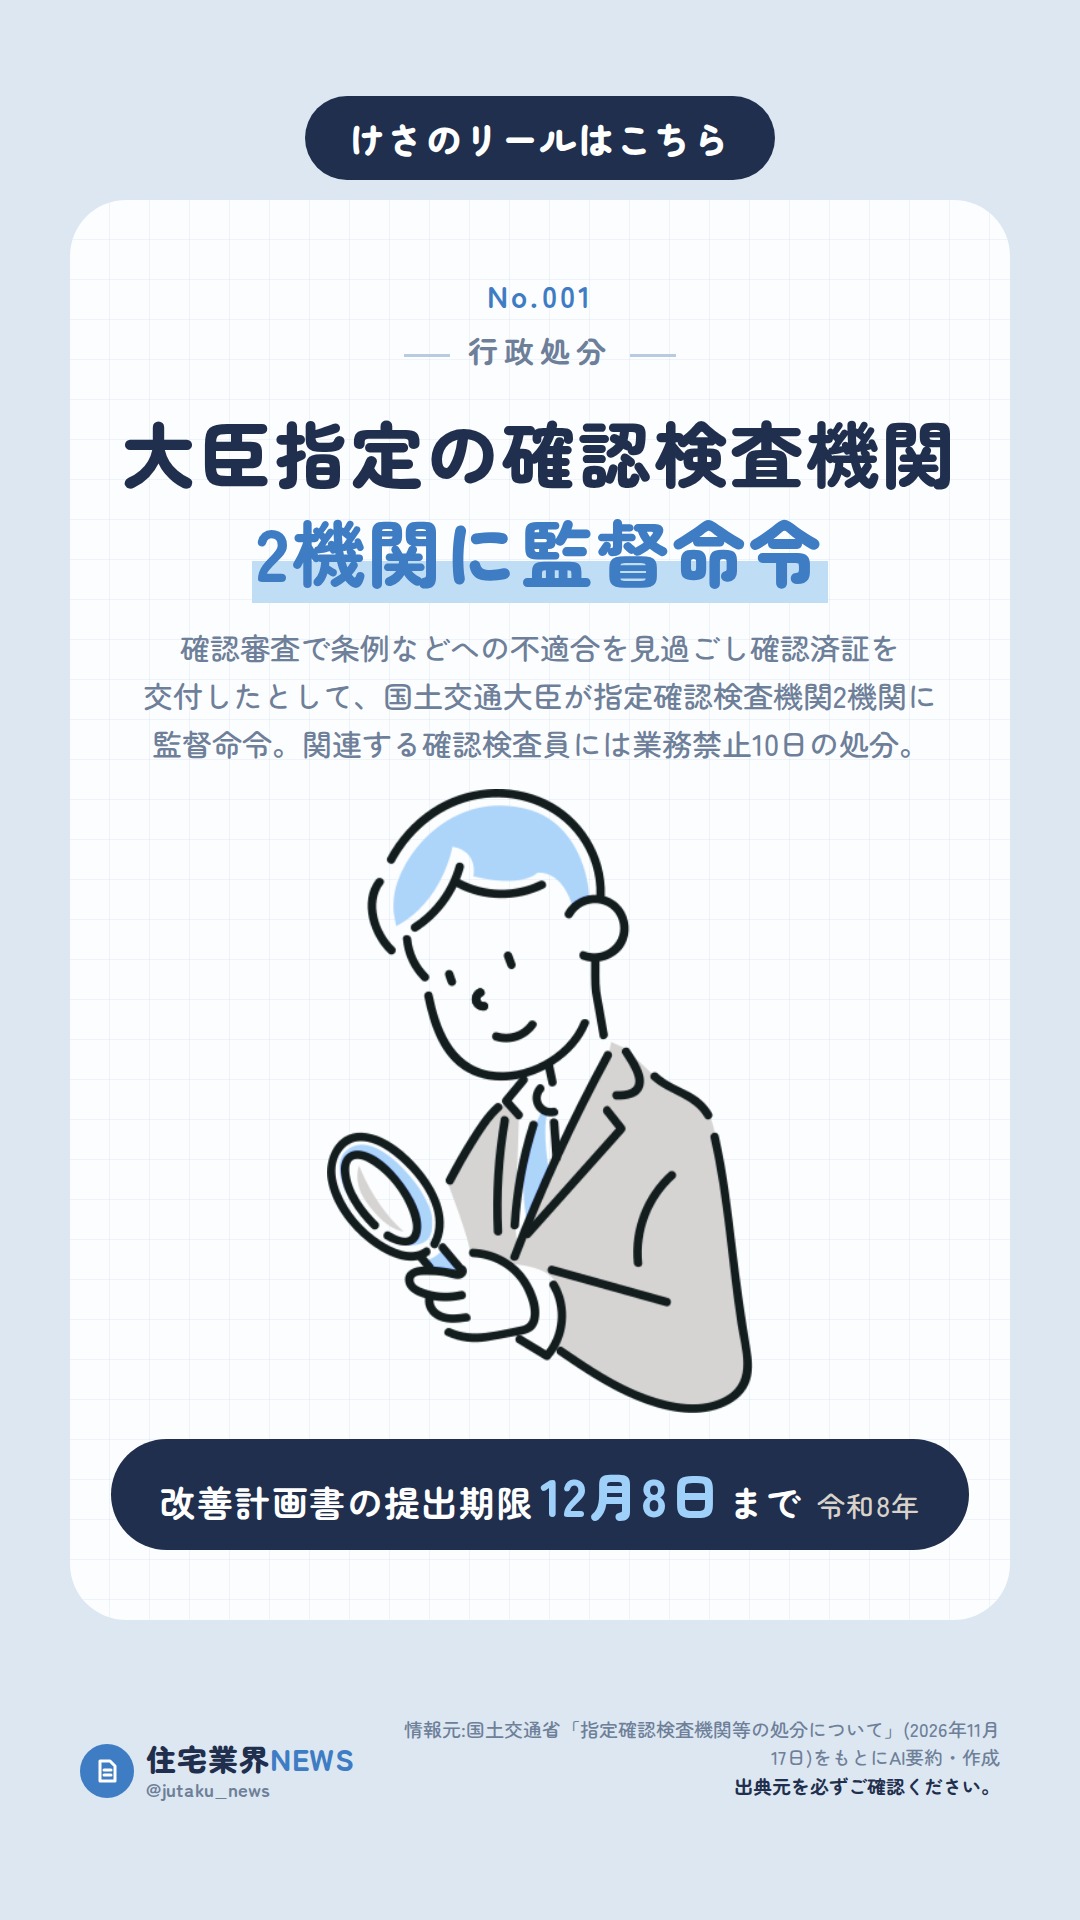 けさのリールはこちら
No.001
行政処分
大臣指定の確認検査機関
2機関に監督命令
確認審査で条例などへの不適合を見過ごし確認済証を
交付したとして、国土交通大臣が指定確認検査機関2機関に
監督命令。関連する確認検査員には業務禁止10日の処分。
改善計画書の提出期限 12月8日 まで 令和8年
情報元:国土交通省「指定確認検査機関等の処分について」(2026年11月
17日)をもとにAI要約・作成
出典元を必ずご確認ください。
住宅業界NEWS
@jutaku_news